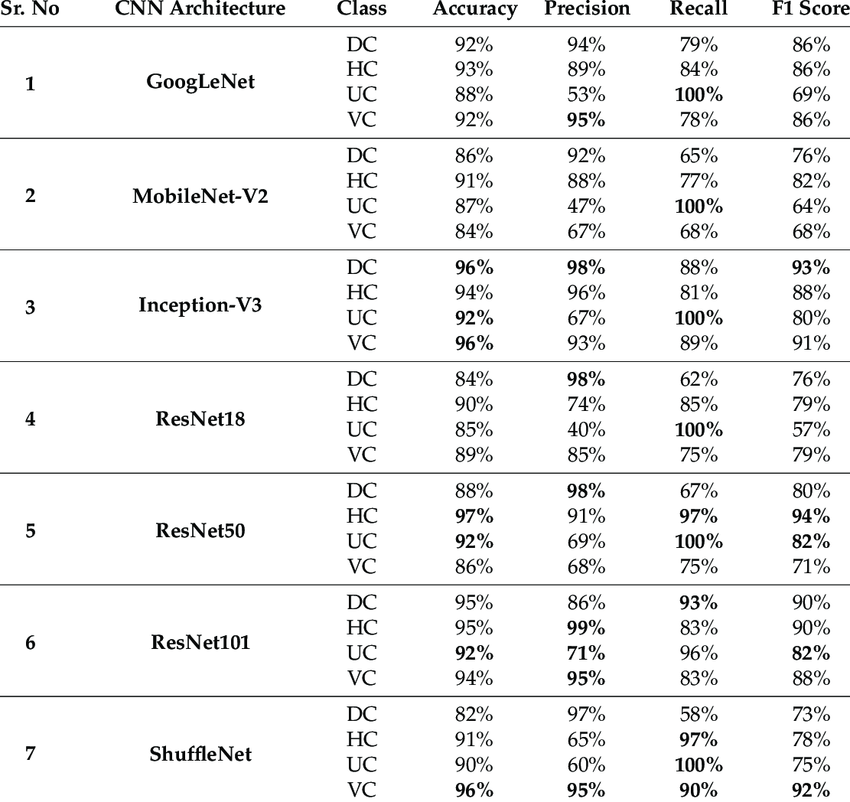 Sr. No CNN Architecture Class Accuracy Precision Recall F1 Score
DC 92% 94% 79% 86%
HC 93% 89% 84% 86%
1 GoogLeNet
UC 88% 53% 100% 69%
VC 92% 95% 78% 86%
DC 86% 92% 65% 76%
HC 91% 88% 77% 82%
2 MobileNet-V2
UC 87% 47% 100% 64%
VC 84% 67% 68% 68%
DC 96% 98% 88% 93%
HC 94% 96% 81% 88%
3 Inception-V3
UC 92% 67% 100% 80%
VC 96% 93% 89% 91%
DC 84% 98% 62% 76%
HC 90% 74% 85% 79%
4 ResNet18
UC 85% 40% 100% 57%
VC 89% 85% 75% 79%
DC 88% 98% 67% 80%
HC 97% 91% 97% 94%
5 ResNet50
UC 92% 69% 100% 82%
VC 86% 68% 75% 71%
DC 95% 86% 93% 90%
HC 95% 99% 83% 90%
6 ResNet101
UC 92% 71% 96% 82%
VC 94% 95% 83% 88%
DC 82% 97% 58% 73%
HC 91% 65% 97% 78%
7 ShuffleNet
UC 90% 60% 100% 75%
VC 96% 95% 90% 92%